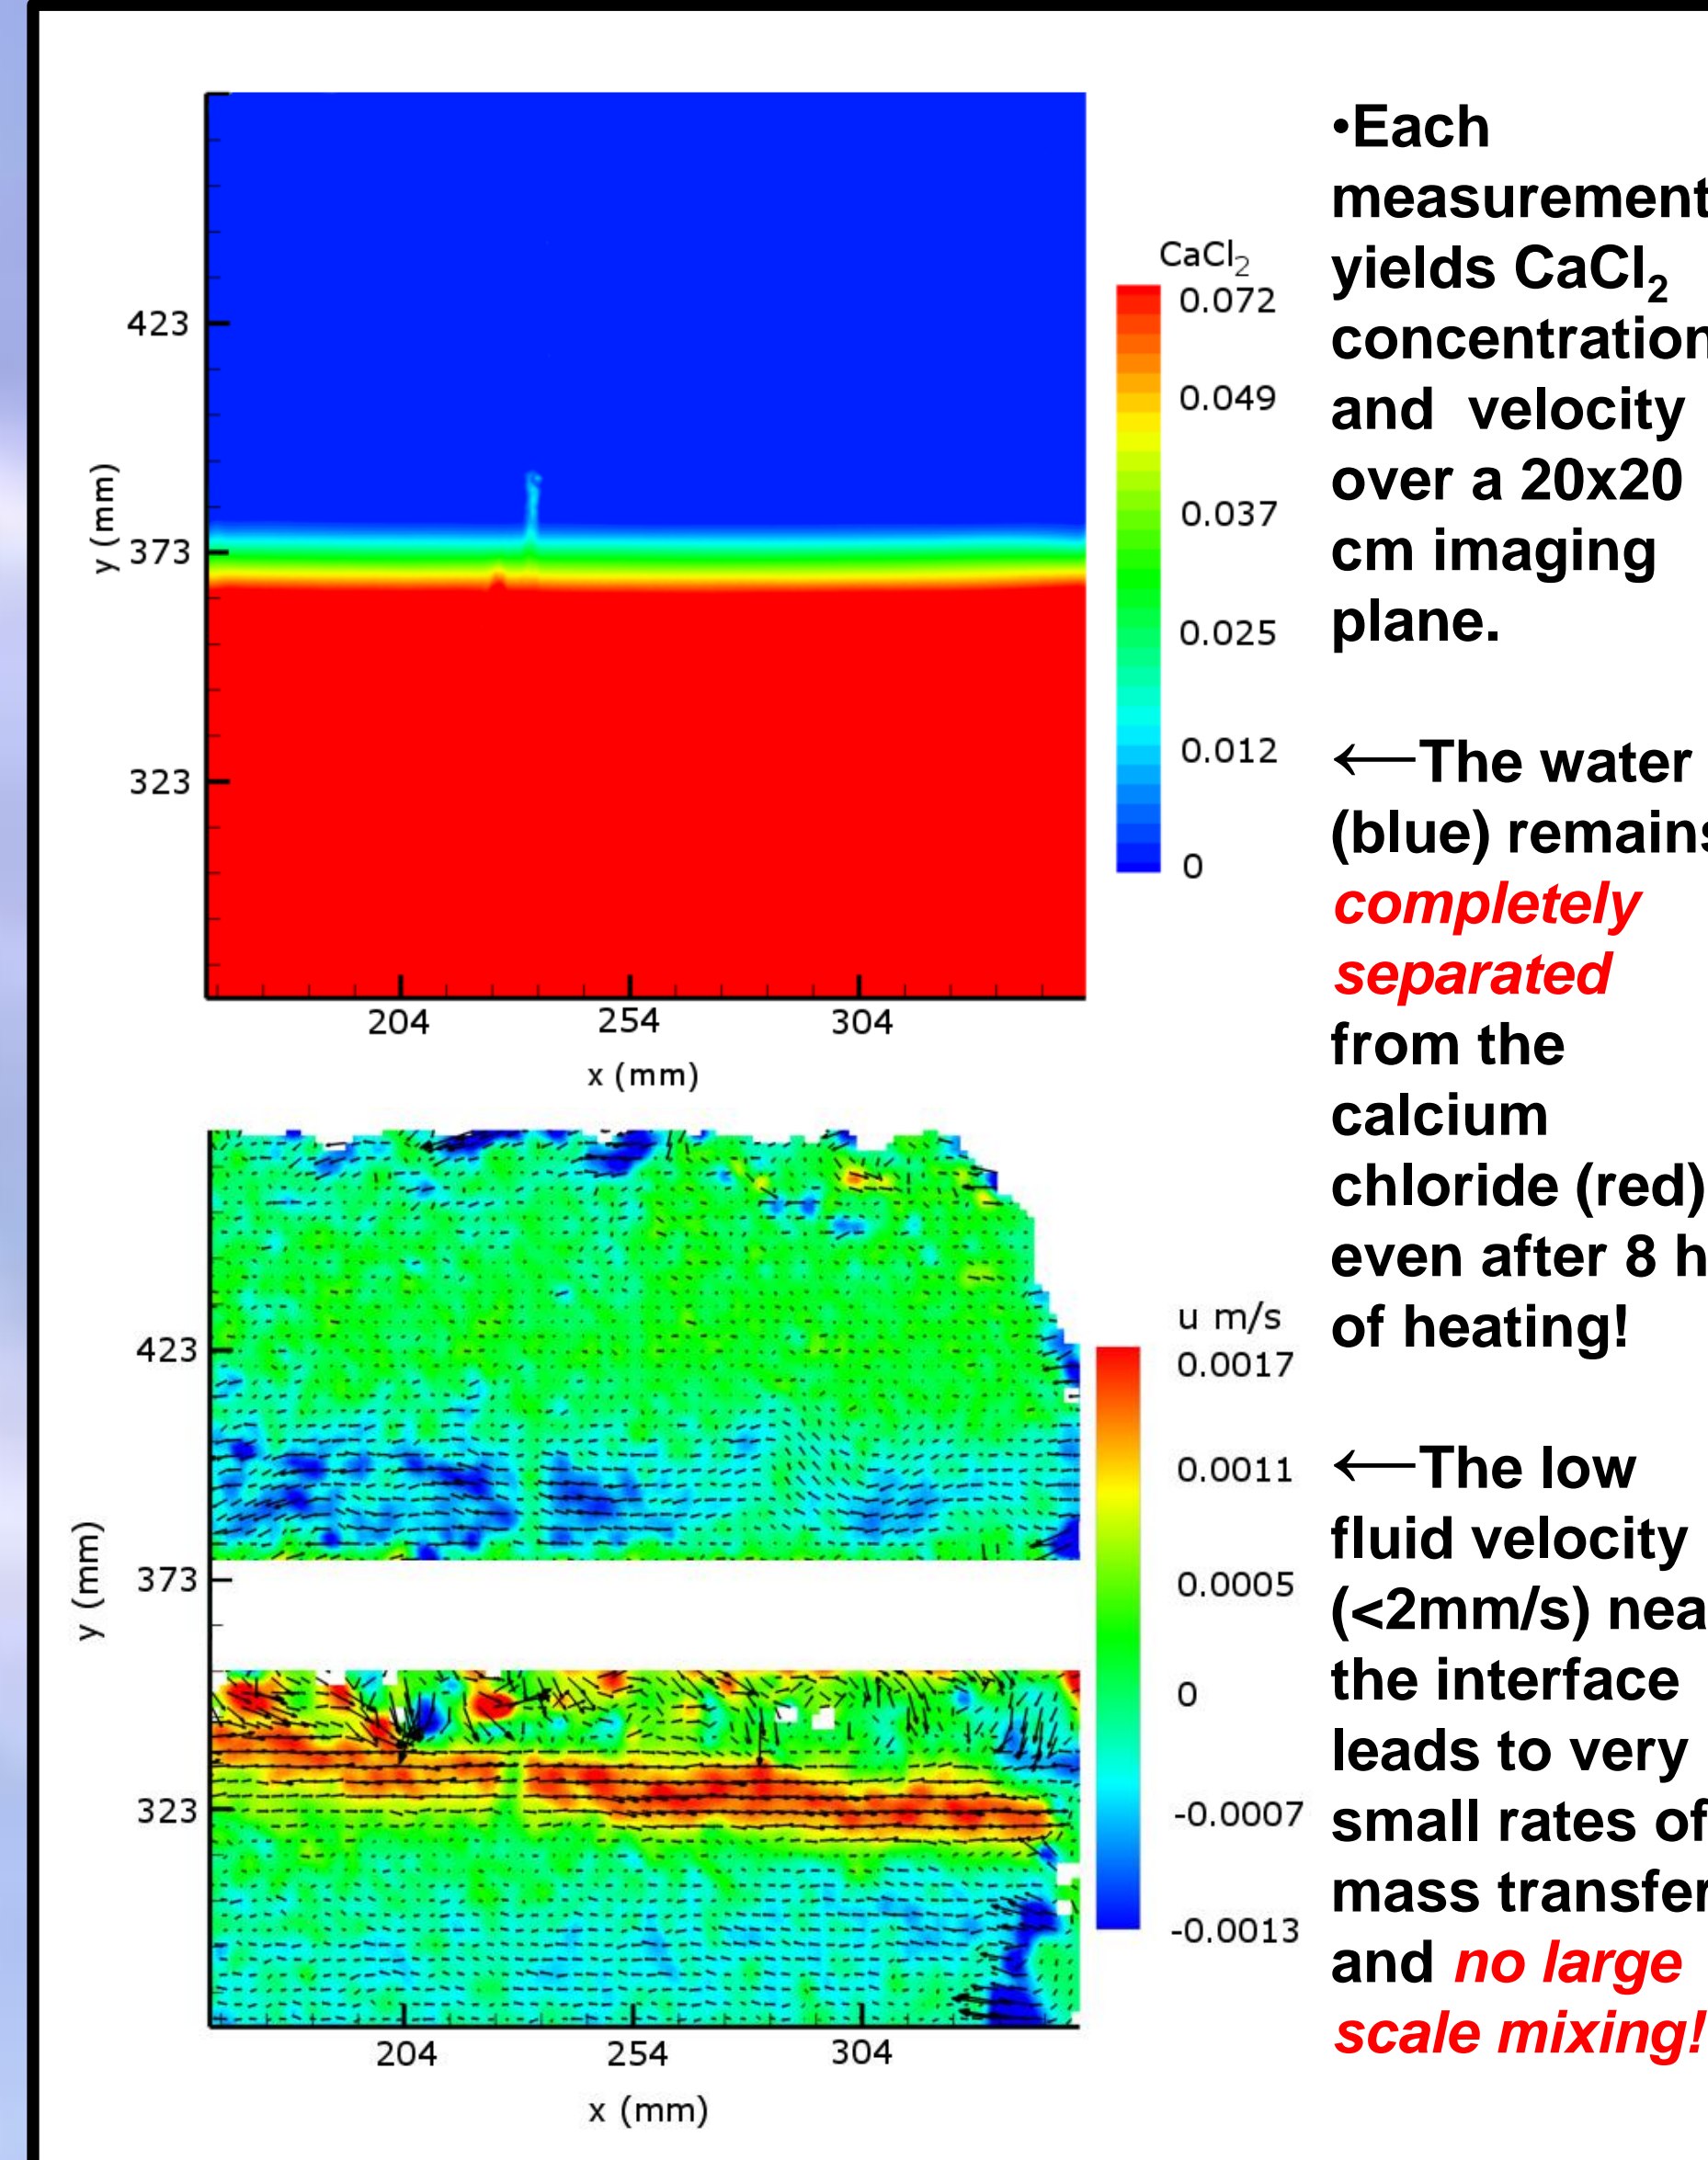 423
373
323
y (mm)
204 254 304
x (mm)
CaCl₂
0.072
0.049
0.037
0.025
0.012
0
423
373
323
y (mm)
204 254 304
x (mm)
u m/s
0.0017
0.0011
0.0005
0
-0.0007
-0.0013
•Each
measurement
yields CaCl₂
concentration
and velocity
over a 20x20
cm imaging
plane.
←The water
(blue) remains
completely
separated
from the
calcium
chloride (red)
even after 8 h
of heating!
←The low
fluid velocity
(<2mm/s) nea
the interface
leads to very
small rates of
mass transfer
and no large
scale mixing!